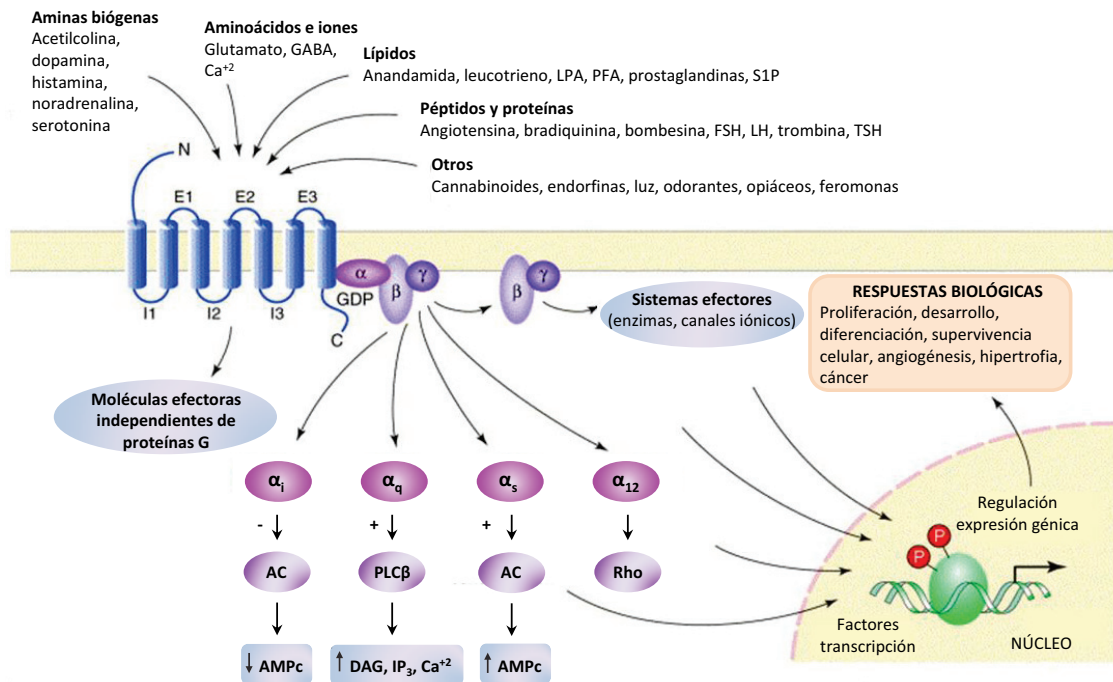 Aminas biógenas
Acetilcolina,
dopamina,
histamina,
noradrenalina,
serotonina
Aminoácidos e iones
Glutamato, GABA,
Ca+2
Lípidos
Anandamida, leucotrieno, LPA, PFA, prostaglandinas, S1P
Péptidos y proteínas
Angiotensina, bradiquinina, bombesina, FSH, LH, trombina, TSH
Otros
Cannabinoides, endorfinas, luz, odorantes, opiáceos, feromonas
N
E1
E2
E3
I1
I2
I3
C
α
GDP
β
γ
β
γ
Sistemas efectores
(enzimas, canales iónicos)
RESPUESTAS BIOLÓGICAS
Proliferación, desarrollo,
diferenciación, supervivencia
celular, angiogénesis, hipertrofia,
cáncer
Moléculas efectoras
independientes de
proteínas G
αi
αq
αs
α12
-
+
+
AC
PLCβ
AC
Rho
↓ AMPc
↑ DAG, IP3, Ca+2
↑ AMPc
Regulación
expresión génica
P
P
Factores
transcripción
NÚCLEO